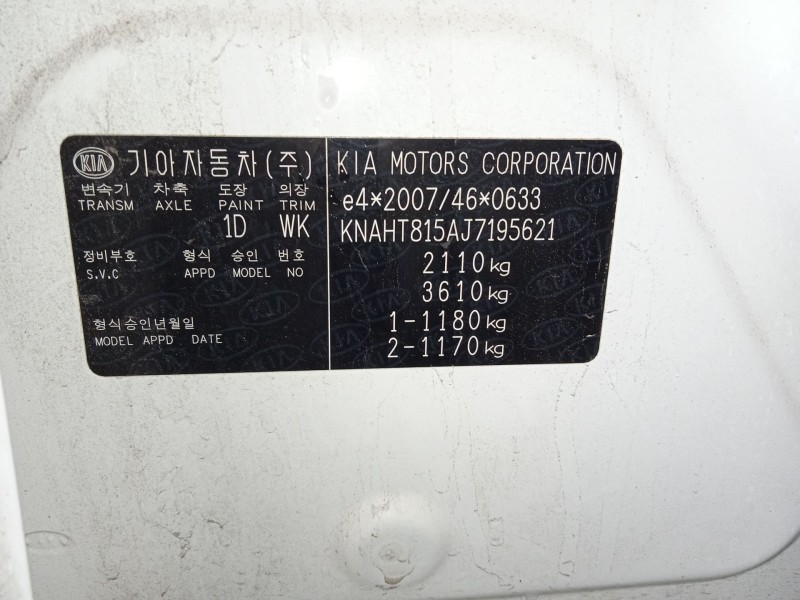 KIA 기아자동차(주)
변속기 차축 도장 의장
TRANSM AXLE PAINT TRIM
1D WK
정비부호 형식 승인 번호
S.V.C APPD MODEL NO
형식승인년월일
MODEL APPD DATE
KIA MOTORS CORPORATION
e4*2007/46*0633
KNAHT815AJ7195621
2110kg
3610kg
1-1180kg
2-1170kg